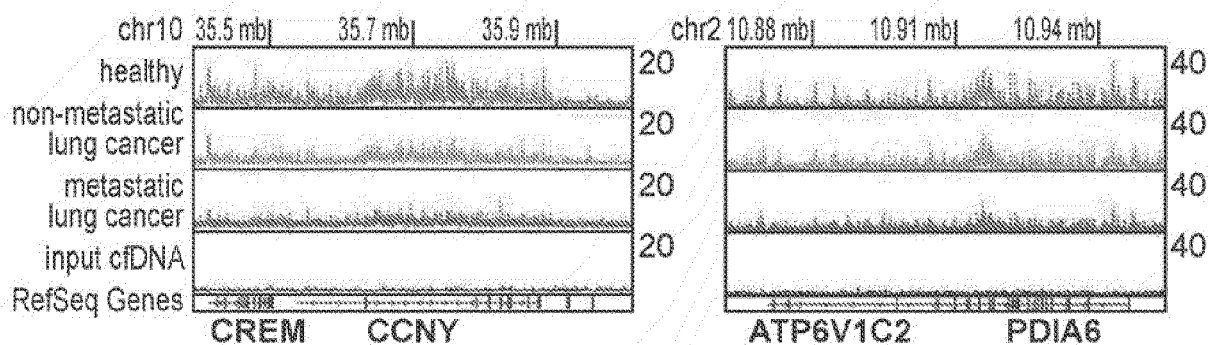 chr10 35.5 mb 35.7 mb 35.9 mb chr2 10.88 mb 10.91 mb 10.94 mb
healthy 20 40
non-metastatic
lung cancer 20 40
metastatic
lung cancer 20 40
input cfDNA 20 40
RefSeq Genes
CREM CCNY ATP6V1C2 PDIA6